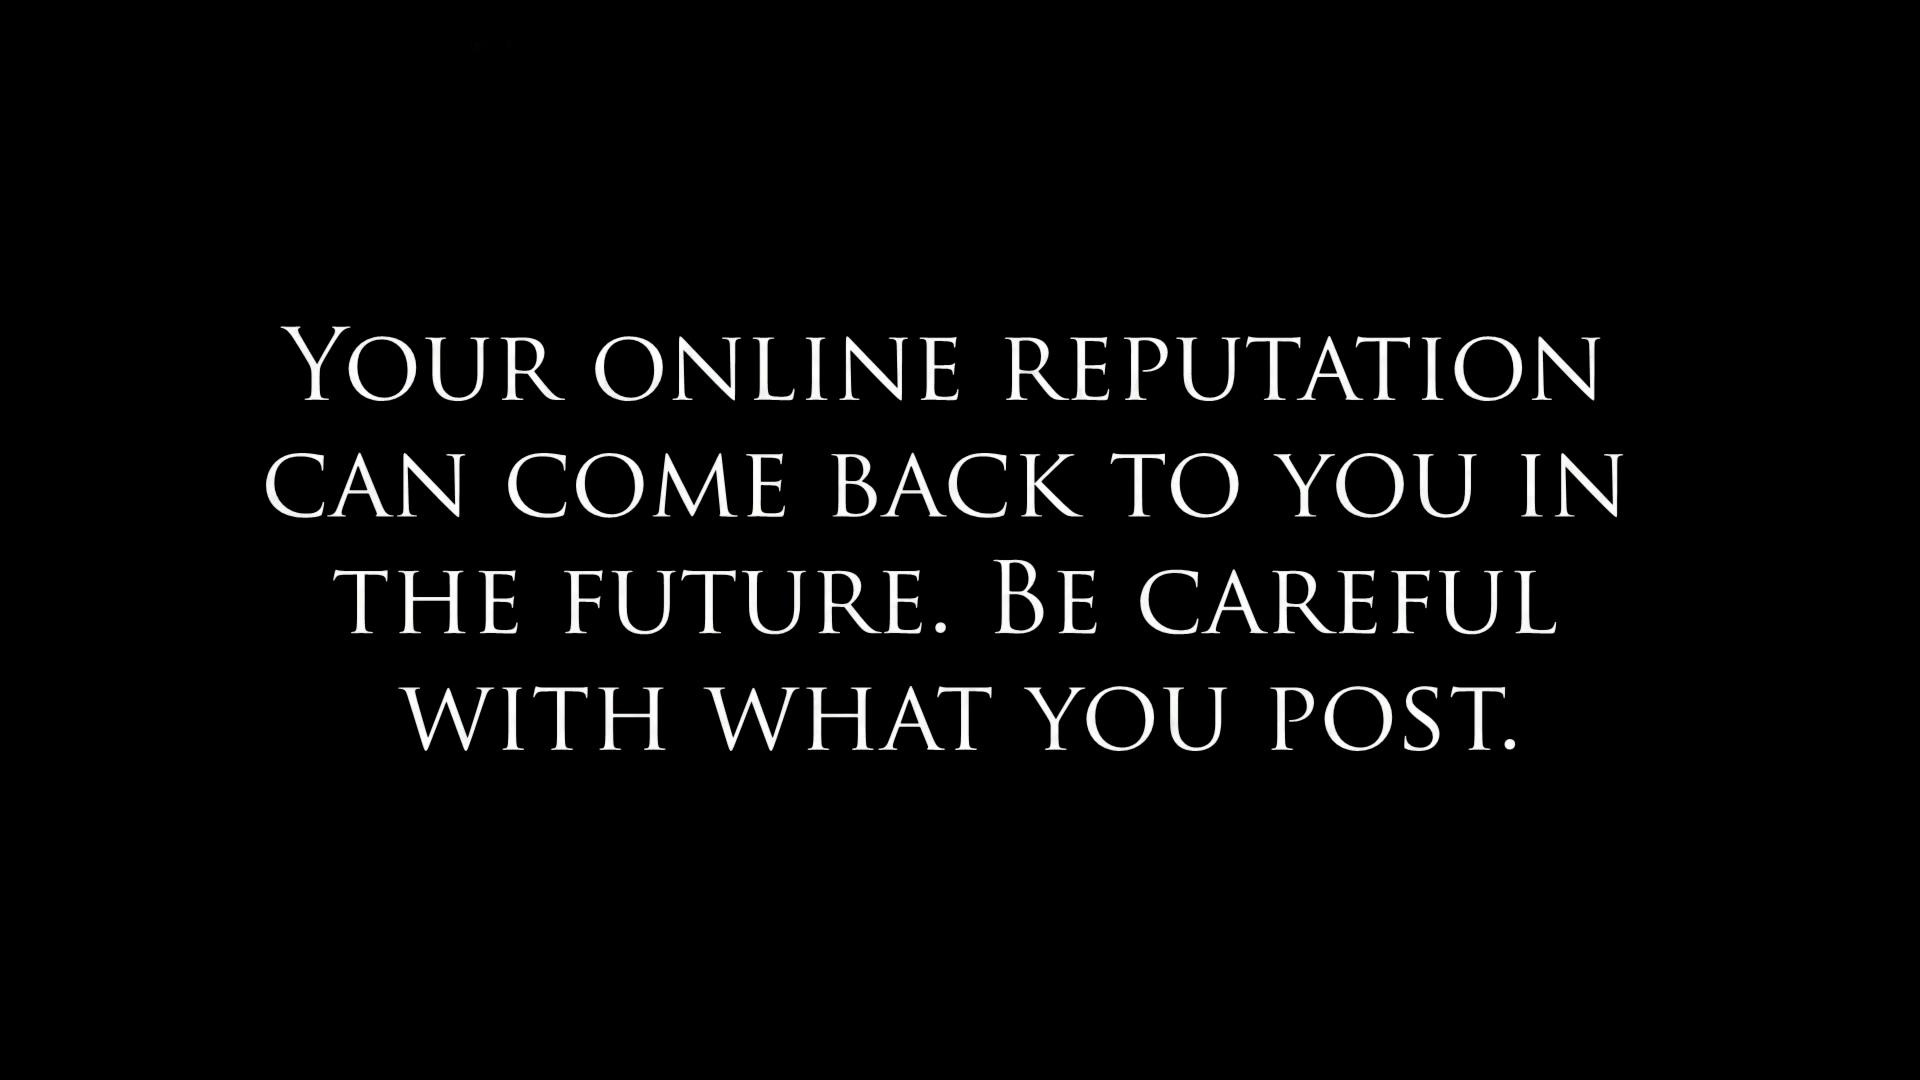 Your online reputation
can come back to you in
the future. Be careful
with what you post.